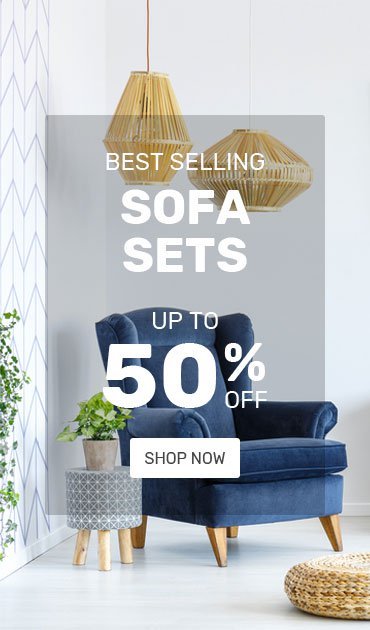 BEST SELLING
SOFA
SETS
UP TO
50%
OFF
SHOP NOW